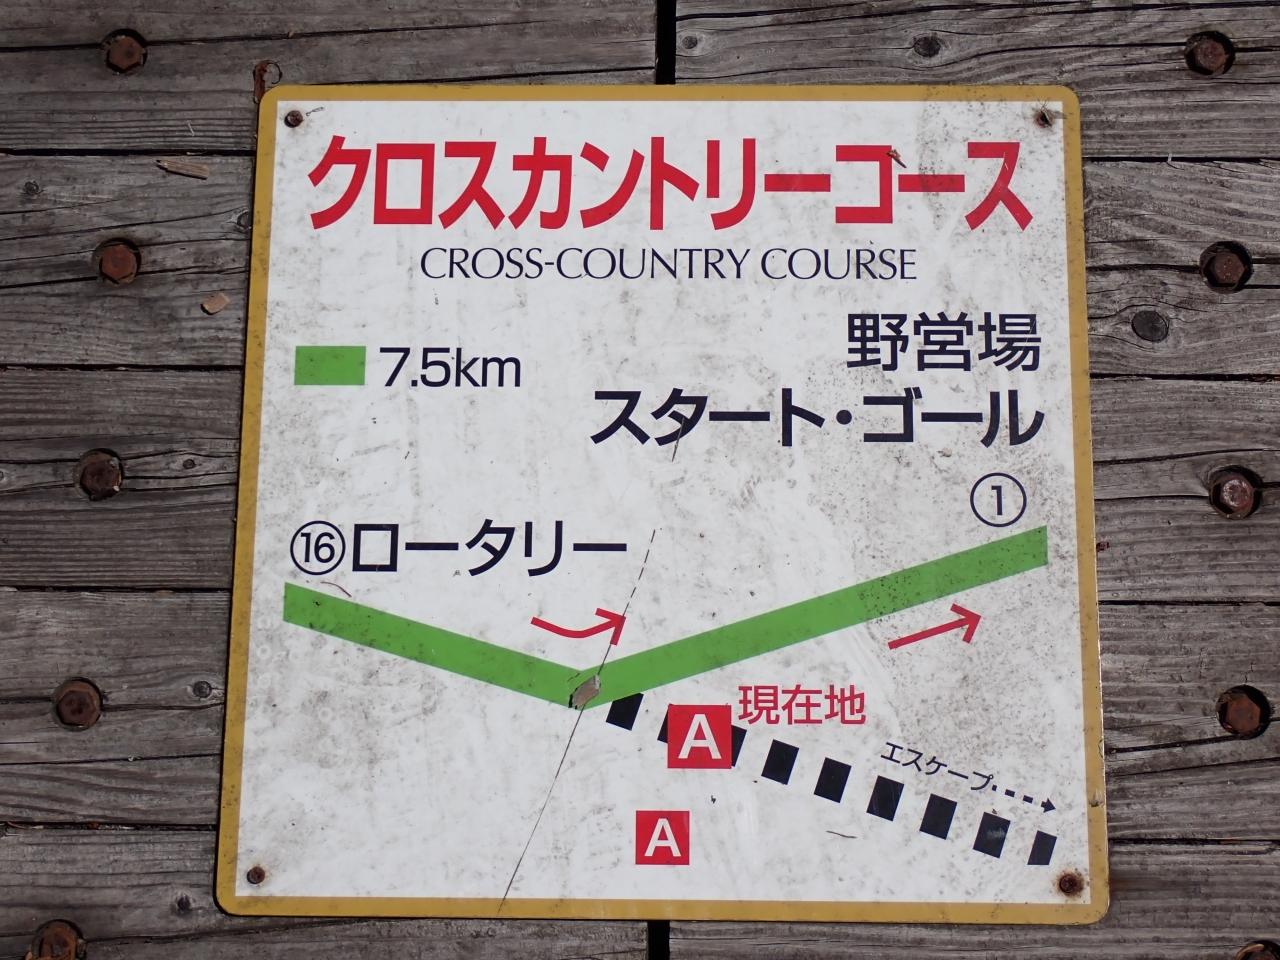 クロスカントリーコース
CROSS-COUNTRY COURSE
7.5km
野営場
スタート・ゴール
①
⑯ロータリー
A 現在地
エスケープ
A